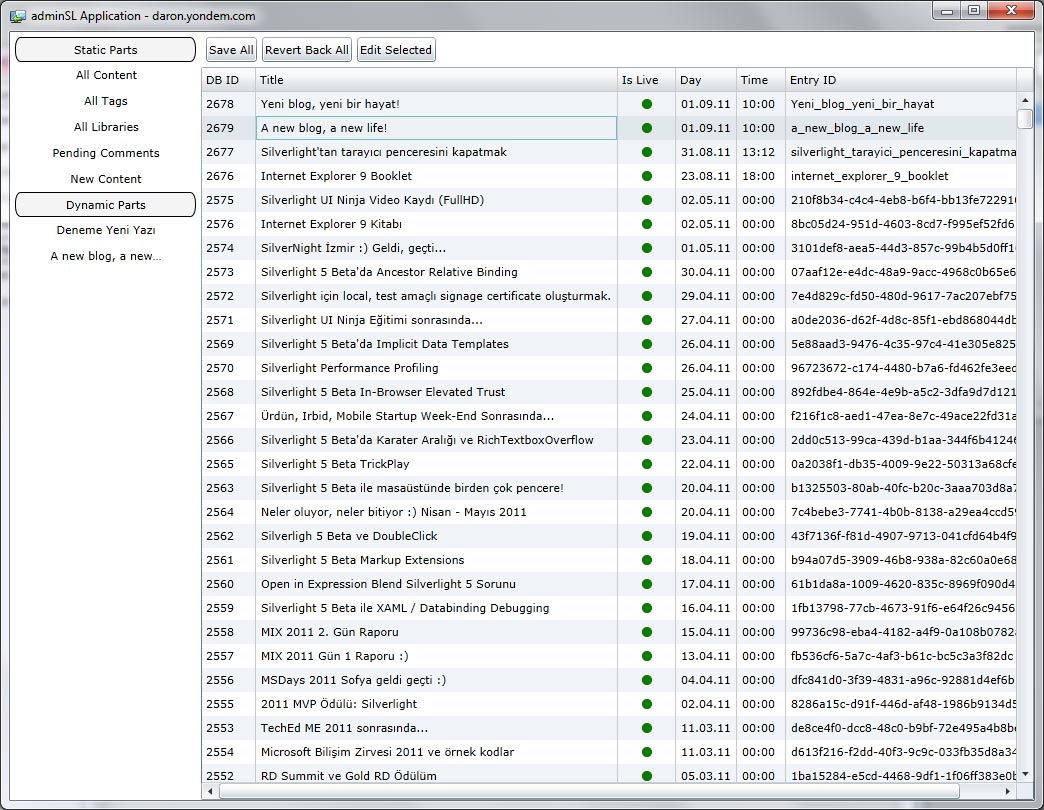 adminSL Application - daron.yondem.com
Static Parts
All Content
All Tags
All Libraries
Pending Comments
New Content
Dynamic Parts
Deneme Yeni Yazı
A new blog, a new...
Save All Revert Back All Edit Selected
DB ID Title Is Live Day Time Entry ID
2678 Yeni blog, yeni bir hayat! 01.09.11 10:00 Yeni_blog_yeni_bir_hayat
2679 A new blog, a new life! 01.09.11 10:00 a_new_blog_a_new_life
2677 Silverlight'tan tarayıcı penceresini kapatmak 31.08.11 13:12 silverlight_tarayici_penceresini_kapatma
2676 Internet Explorer 9 Booklet 23.08.11 18:00 internet_explorer_9_booklet
2575 Silverlight UI Ninja Video Kaydı (FullHD) 02.05.11 00:00 210f8b34-c4c4-4eb8-b6f4-bb13fe72291
2576 Internet Explorer 9 Kitabı 02.05.11 00:00 8bc05d24-951d-4603-8cd7-f995ef52fd6
2574 SilverNight İzmir :) Geldi, geçti... 01.05.11 00:00 3101def8-aea5-44d3-857c-99b4b5d0ff1
2573 Silverlight 5 Beta'da Ancestor Relative Binding 30.04.11 00:00 07aaf12e-e4dc-48a9-9acc-4968c0b65e6
2572 Silverlight için local, test amaçlı signage certificate oluşturmak. 29.04.11 00:00 7e4d829c-fd50-480d-9617-7ac207ebf75
2571 Silverlight UI Ninja Eğitimi sonrasında... 27.04.11 00:00 a0de2036-d62f-4d8c-85f1-ebd868044db
2569 Silverlight 5 Beta'da Implicit Data Templates 26.04.11 00:00 5e88aad3-9476-4c35-97c4-41e305e825
2570 Silverlight Performance Profiling 26.04.11 00:00 96723672-c174-4480-b7a6-fd462fe3eed
2568 Silverlight 5 Beta In-Browser Elevated Trust 25.04.11 00:00 892fdbe4-864e-4e9b-a5c2-3dfa9d7d121
2567 Ürdün, Irbid, Mobile Startup Week-End Sonrasında... 24.04.11 00:00 f216f1c8-aed1-47ea-8e7c-49ace22fd31a
2566 Silverlight 5 Beta'da Karater Aralığı ve RichTextboxOverflow 23.04.11 00:00 2dd0c513-99ca-439d-b1aa-344f6b41246
2565 Silverlight 5 Beta TrickPlay 22.04.11 00:00 0a2038f1-db35-4009-9e22-50313a68cfe
2563 Silverlight 5 Beta ile masaüstünde birden çok pencere! 20.04.11 00:00 b1325503-80ab-40fc-b20c-3aaa703d8a7
2564 Neler oluyor, neler bitiyor :) Nisan - Mayıs 2011 20.04.11 00:00 7c4bebe3-7741-4b0b-8138-a29ea4ccd59
2562 Silverligh 5 Beta ve DoubleClick 19.04.11 00:00 43f7136f-f81d-4907-9713-041cfd64b4f9
2561 Silverlight 5 Beta Markup Extensions 18.04.11 00:00 b94a07d5-3909-46b8-938a-82c60a0e68
2560 Open in Expression Blend Silverlight 5 Sorunu 17.04.11 00:00 61b1da8a-1009-4620-835c-8969f090d4
2559 Silverlight 5 Beta ile XAML / Databinding Debugging 16.04.11 00:00 1fb13798-77cb-4673-91f6-e64f26c9456
2558 MIX 2011 2. Gün Raporu 15.04.11 00:00 99736c98-eba4-4182-a4f9-0a108b0782
2557 MIX 2011 Gün 1 Raporu :) 13.04.11 00:00 fb536cf6-5a7c-4af3-b61c-bc5c3a3f82dc
2556 MSDays 2011 Sofya geldi geçti :) 04.04.11 00:00 dfc841d0-3f39-4831-a96c-92881d4ef6b
2555 2011 MVP Ödülü: Silverlight 02.04.11 00:00 8286a15c-d91f-446d-af48-1986b9134d5
2553 TechEd ME 2011 sonrasında... 11.03.11 00:00 de8ce4f0-dcc8-48c0-b9bf-72e495a4b8b
2554 Microsoft Bilişim Zirvesi 2011 ve örnek kodlar 11.03.11 00:00 d613f216-f2dd-40f3-9c9c-033fb35d8a34
2552 RD Summit ve Gold RD Ödülüm 05.03.11 00:00 1ba15284-e5cd-4468-9df1-1f06ff383e0